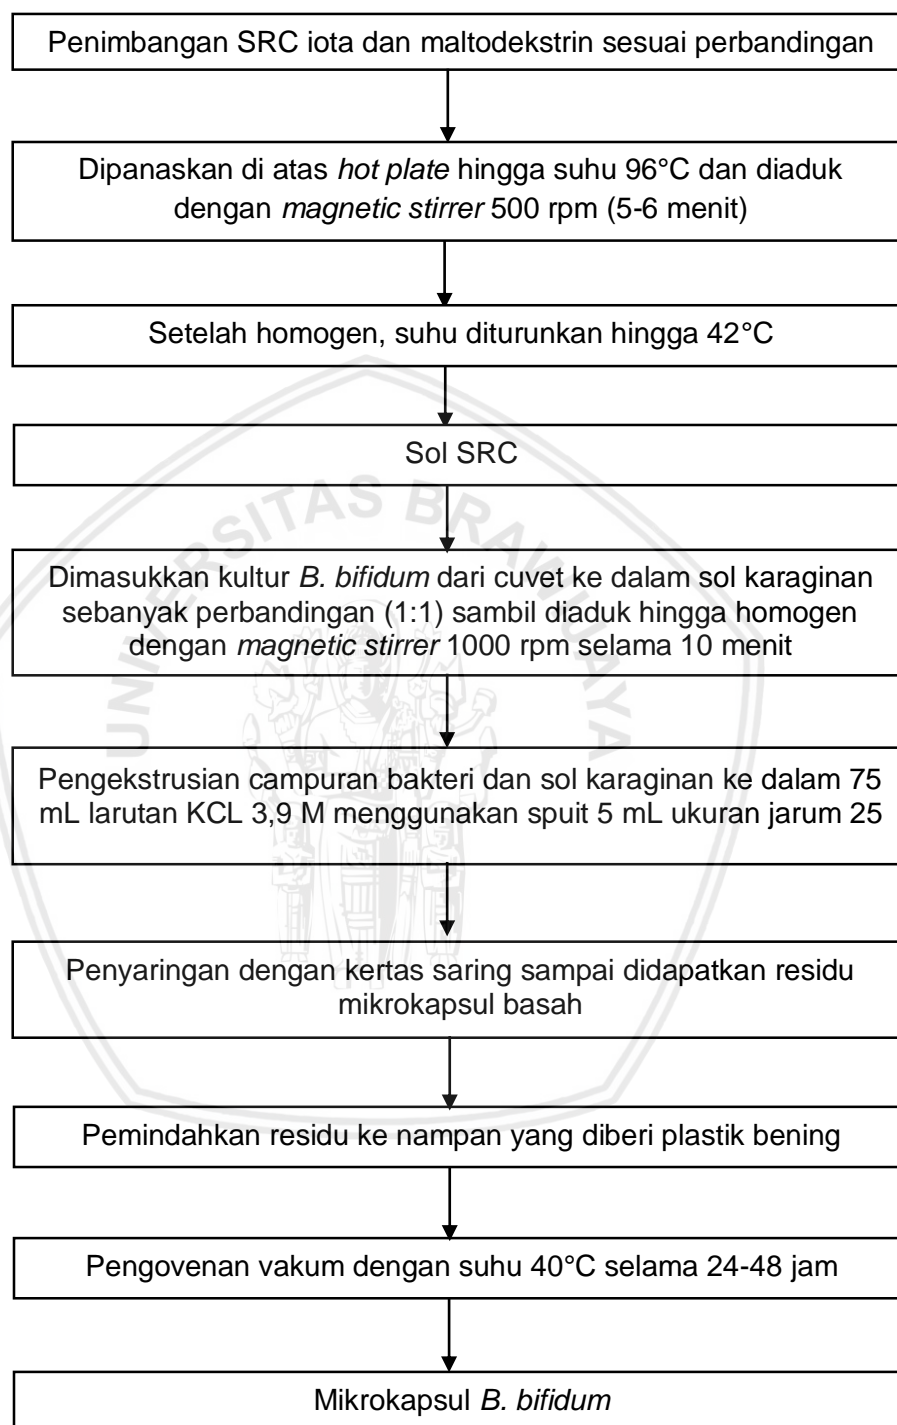 Penimbangan SRC iota dan maltodekstrin sesuai perbandingan
Dipanaskan di atas hot plate hingga suhu 96°C dan diaduk
dengan magnetic stirrer 500 rpm (5-6 menit)
Setelah homogen, suhu diturunkan hingga 42°C
Sol SRC
UNIVERSITAS BRAWIJAYA
Dimasukkan kultur B. bifidum dari cuvet ke dalam sol karaginan
sebanyak perbandingan (1:1) sambil diaduk hingga homogen
dengan magnetic stirrer 1000 rpm selama 10 menit
Pengekstrusian campuran bakteri dan sol karaginan ke dalam 75
mL larutan KCL 3,9 M menggunakan spuit 5 mL ukuran jarum 25
Penyaringan dengan kertas saring sampai didapatkan residu
mikrokapsul basah
Pemindahkan residu ke nampan yang diberi plastik bening
Pengovenan vakum dengan suhu 40°C selama 24-48 jam
Mikrokapsul B. bifidum